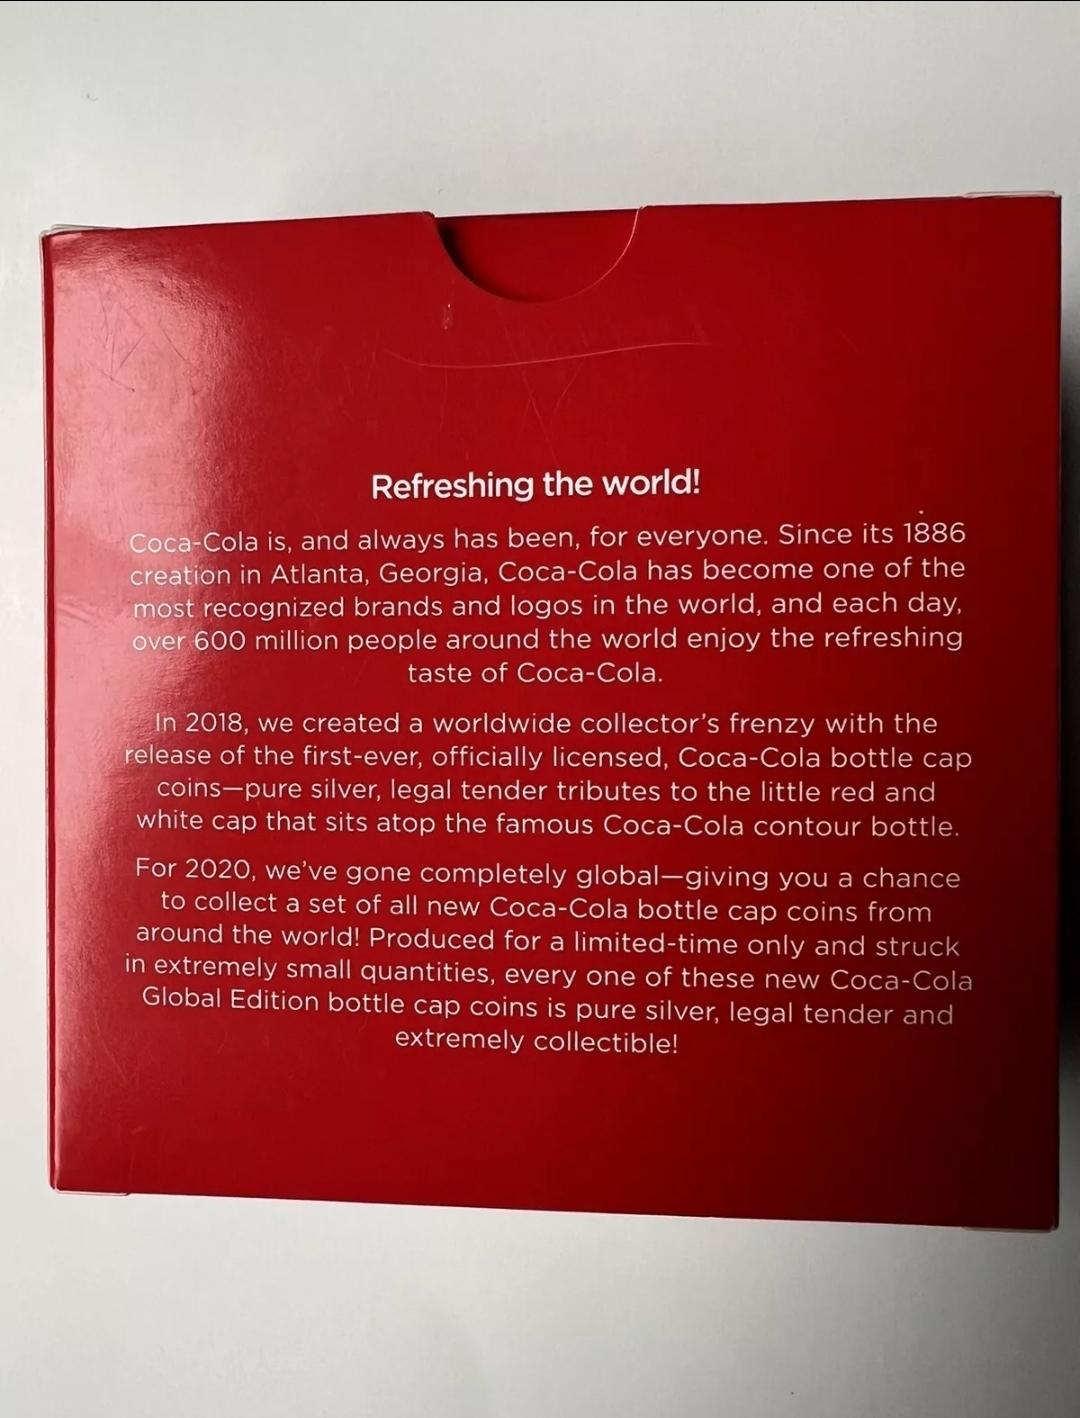 Refreshing the world!
Coca-Cola is, and always has been, for everyone. Since its 1886
creation in Atlanta, Georgia, Coca-Cola has become one of the
most recognized brands and logos in the world, and each day,
over 600 million people around the world enjoy the refreshing
taste of Coca-Cola.
In 2018, we created a worldwide collector's frenzy with the
release of the first-ever, officially licensed, Coca-Cola bottle cap
coins—pure silver, legal tender tributes to the little red and
white cap that sits atop the famous Coca-Cola contour bottle.
For 2020, we've gone completely global—giving you a chance
to collect a set of all new Coca-Cola bottle cap coins from
around the world! Produced for a limited-time only and struck
in extremely small quantities, every one of these new Coca-Cola
Global Edition bottle cap coins is pure silver, legal tender and
extremely collectible!